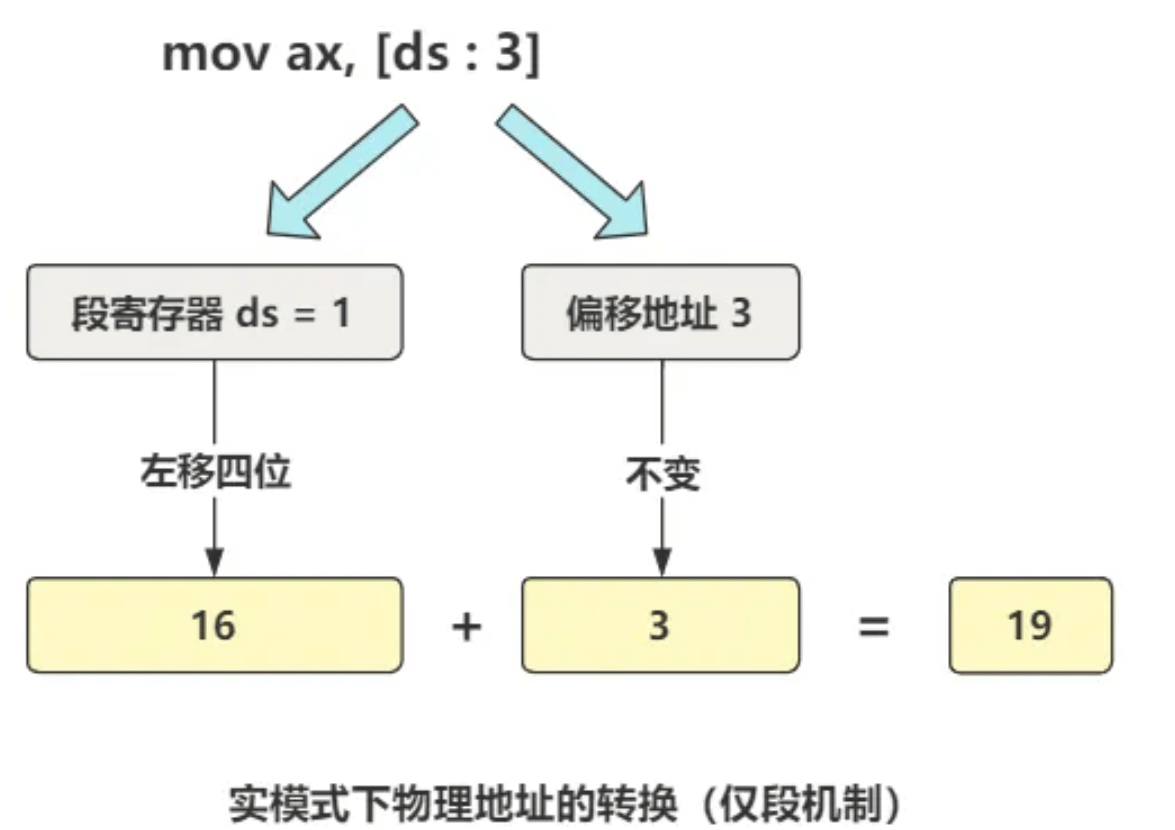 mov ax, [ds : 3]
段寄存器 ds = 1
偏移地址 3
左移四位
不变
16 + 3 = 19
实模式下物理地址的转换（仅段机制）